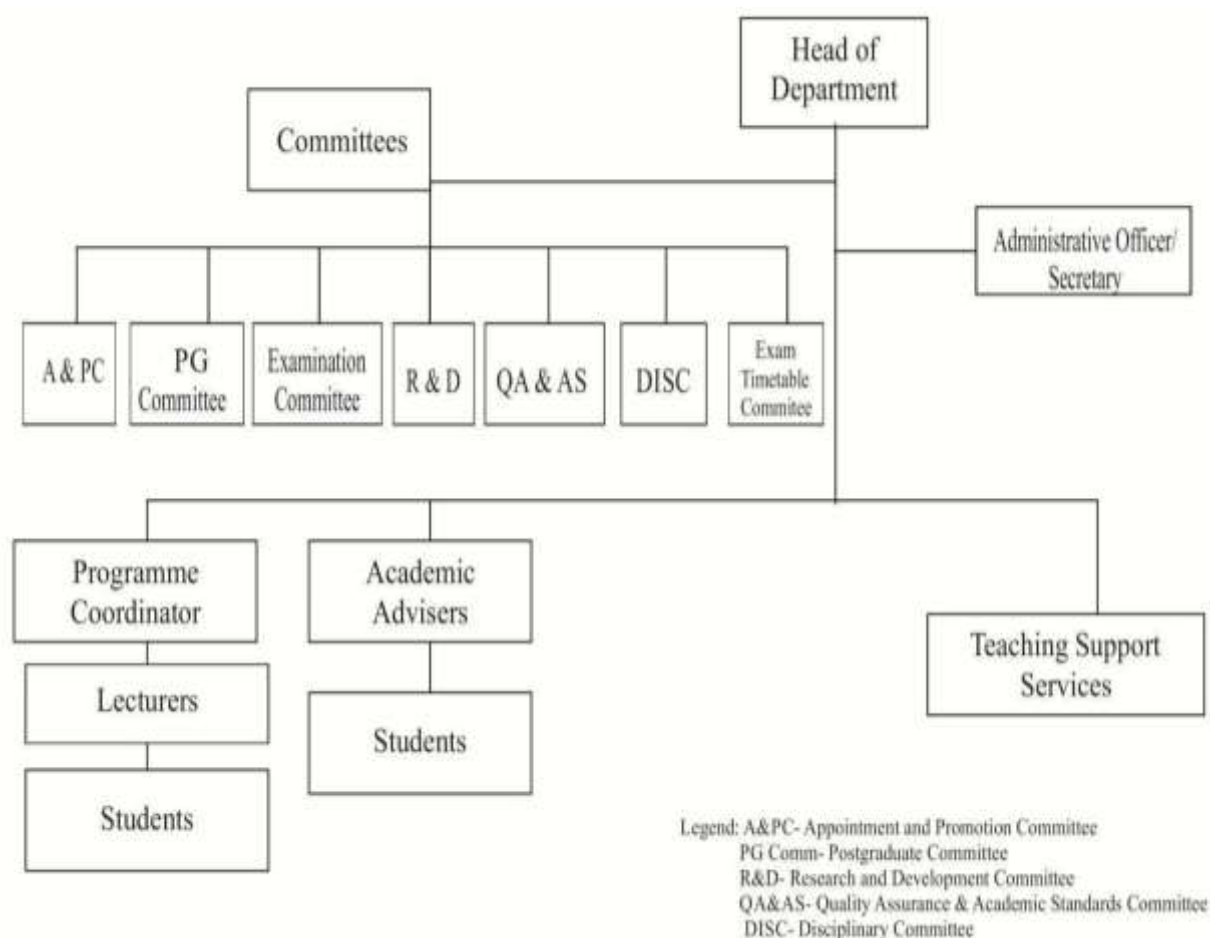 Head of
Department
Committees
Administrative Officer/
Secretary
A & PC
PG
Committee
Examination
Committee
R & D
QA & AS
DISC
Exam
Timetable
Commitee
Programme
Coordinator
Academic
Advisers
Teaching Support
Services
Lecturers
Students
Students
Legend: A&PC- Appointment and Promotion Committee
PG Comm- Postgraduate Committee
R&D- Research and Development Committee
QA&AS- Quality Assurance & Academic Standards Committee
DISC- Disciplinary Committee